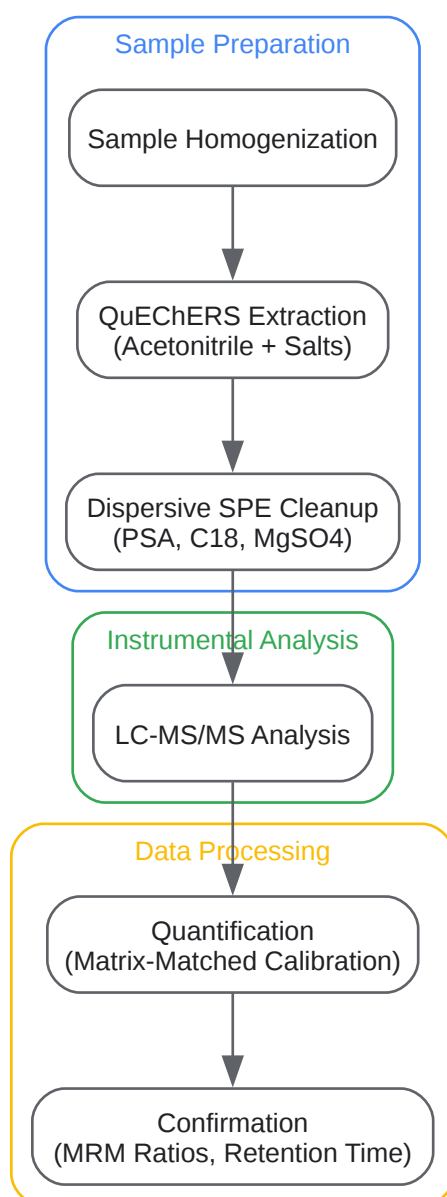 Sample Preparation
Sample Homogenization
QuEChERS Extraction
(Acetonitrile + Salts)
Dispersive SPE Cleanup
(PSA, C18, MgSO4)
Instrumental Analysis
LC-MS/MS Analysis
Data Processing
Quantification
(Matrix-Matched Calibration)
Confirmation
(MRM Ratios, Retention Time)